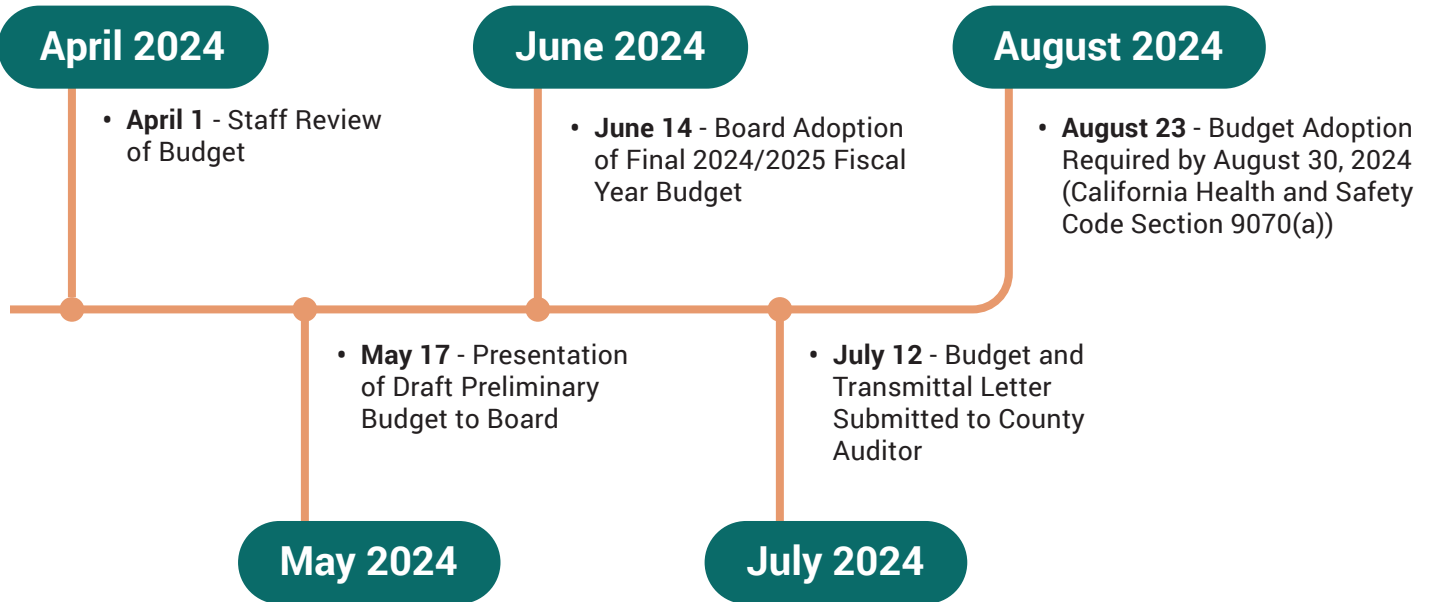 April 2024
• April 1 - Staff Review
of Budget
May 2024
• May 17 - Presentation
of Draft Preliminary
Budget to Board
June 2024
• June 14 - Board Adoption
of Final 2024/2025 Fiscal
Year Budget
July 2024
• July 12 - Budget and
Transmittal Letter
Submitted to County
Auditor
August 2024
• August 23 - Budget Adoption
Required by August 30, 2024
(California Health and Safety
Code Section 9070(a))